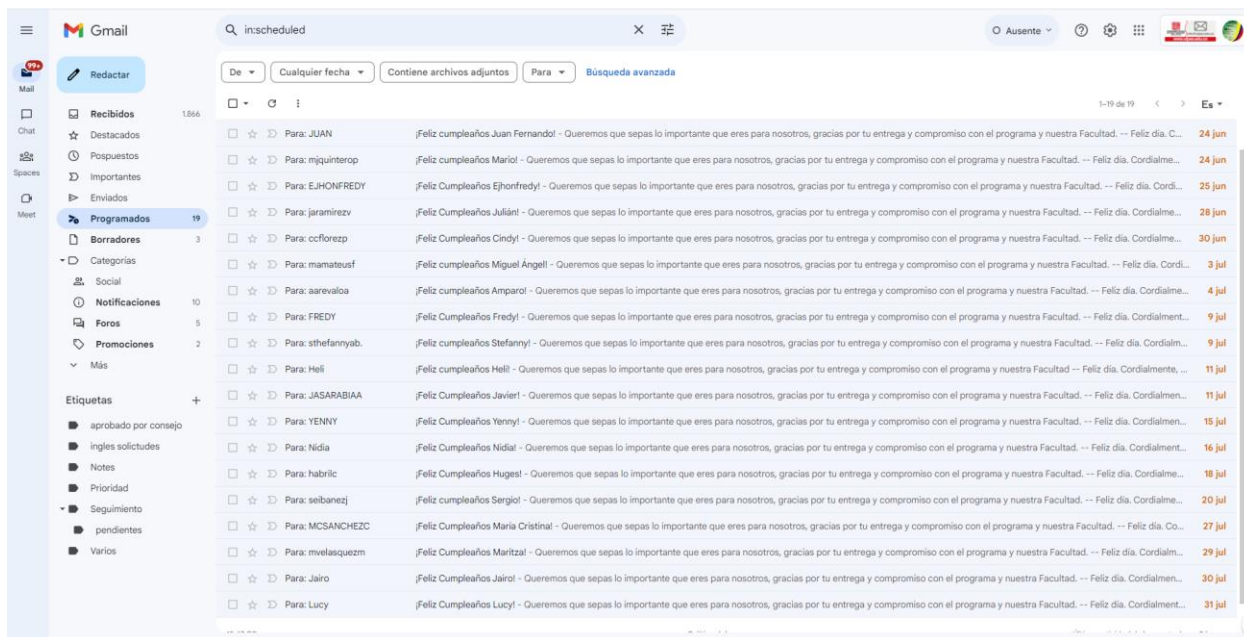 Gmail
in:scheduled
Ausente
99+
Mail
Chat
Spaces
Meet
Redactar
Recibidos 1.866
Destacados
Pospuestos
Importantes
Enviados
Programados 19
Borradores 3
Categorías
Social
Notificaciones 10
Foros 5
Promociones 2
Más
Etiquetas +
aprobado por consejo
ingles solictudes
Notes
Prioridad
Seguimiento
pendientes
Varios
De Cualquier fecha Contiene archivos adjuntos Para Búsqueda avanzada
1–19 de 19 Es
Para: JUAN ¡Feliz cumpleaños Juan Fernando! - Queremos que sepas lo importante que eres para nosotros, gracias por tu entrega y compromiso con el programa y nuestra Facultad. -- Feliz día. C... 24 jun
Para: mjquinterop ¡Feliz cumpleaños Mario! - Queremos que sepas lo importante que eres para nosotros, gracias por tu entrega y compromiso con el programa y nuestra Facultad. -- Feliz día. Cordialme... 24 jun
Para: EJHONFREDY ¡Feliz Cumpleaños Ejhonfredy! - Queremos que sepas lo importante que eres para nosotros, gracias por tu entrega y compromiso con el programa y nuestra Facultad. -- Feliz día. Cordi... 25 jun
Para: jaramirezv ¡Feliz Cumpleaños Julián! - Queremos que sepas lo importante que eres para nosotros, gracias por tu entrega y compromiso con el programa y nuestra Facultad. -- Feliz día. Cordialme... 28 jun
Para: ccflorezp ¡Feliz Cumpleaños Cindy! - Queremos que sepas lo importante que eres para nosotros, gracias por tu entrega y compromiso con el programa y nuestra Facultad. -- Feliz día. Cordialme... 30 jun
Para: mamateusf ¡Feliz cumpleaños Miguel Ángel! - Queremos que sepas lo importante que eres para nosotros, gracias por tu entrega y compromiso con el programa y nuestra Facultad. -- Feliz día. Cordi... 3 jul
Para: aarevaloa ¡Feliz Cumpleaños Amparo! - Queremos que sepas lo importante que eres para nosotros, gracias por tu entrega y compromiso con el programa y nuestra Facultad. -- Feliz día. Cordialme... 4 jul
Para: FREDY ¡Feliz Cumpleaños Fredy! - Queremos que sepas lo importante que eres para nosotros, gracias por tu entrega y compromiso con el programa y nuestra Facultad. -- Feliz día. Cordialment... 9 jul
Para: sthefannyab. ¡Feliz Cumpleaños Stefanny! - Queremos que sepas lo importante que eres para nosotros, gracias por tu entrega y compromiso con el programa y nuestra Facultad. -- Feliz día. Cordialm... 9 jul
Para: Heli ¡Feliz Cumpleaños Heli! - Queremos que sepas lo importante que eres para nosotros, gracias por tu entrega y compromiso con el programa y nuestra Facultad -- Feliz día. Cordialmente, ... 11 jul
Para: JASARABIAA ¡Feliz Cumpleaños Javier! - Queremos que sepas lo importante que eres para nosotros, gracias por tu entrega y compromiso con el programa y nuestra Facultad. -- Feliz día. Cordialmen... 11 jul
Para: YENNY ¡Feliz Cumpleaños Yenny! - Queremos que sepas lo importante que eres para nosotros, gracias por tu entrega y compromiso con el programa y nuestra Facultad. -- Feliz día. Cordialmen... 15 jul
Para: Nidia ¡Feliz Cumpleaños Nidia! - Queremos que sepas lo importante que eres para nosotros, gracias por tu entrega y compromiso con el programa y nuestra Facultad. -- Feliz día. Cordialment... 16 jul
Para: habrilc ¡Feliz Cumpleaños Huges! - Queremos que sepas lo importante que eres para nosotros, gracias por tu entrega y compromiso con el programa y nuestra Facultad. -- Feliz día. Cordialme... 18 jul
Para: seibanezj ¡Feliz cumpleaños Sergio! - Queremos que sepas lo importante que eres para nosotros, gracias por tu entrega y compromiso con el programa y nuestra Facultad. -- Feliz día. Cordialme... 20 jul
Para: MCSANCHEZC ¡Feliz Cumpleaños Maria Cristina! - Queremos que sepas lo importante que eres para nosotros, gracias por tu entrega y compromiso con el programa y nuestra Facultad. -- Feliz día. Co... 27 jul
Para: mvelasquezm ¡Feliz Cumpleaños Maritza! - Queremos que sepas lo importante que eres para nosotros, gracias por tu entrega y compromiso con el programa y nuestra Facultad. -- Feliz día. Cordialm... 29 jul
Para: Jairo ¡Feliz Cumpleaños Jairo! - Queremos que sepas lo importante que eres para nosotros, gracias por tu entrega y compromiso con el programa y nuestra Facultad. -- Feliz día. Cordialmen... 30 jul
Para: Lucy ¡Feliz Cumpleaños Lucy! - Queremos que sepas lo importante que eres para nosotros, gracias por tu entrega y compromiso con el programa y nuestra Facultad. -- Feliz día. Cordialment... 31 jul